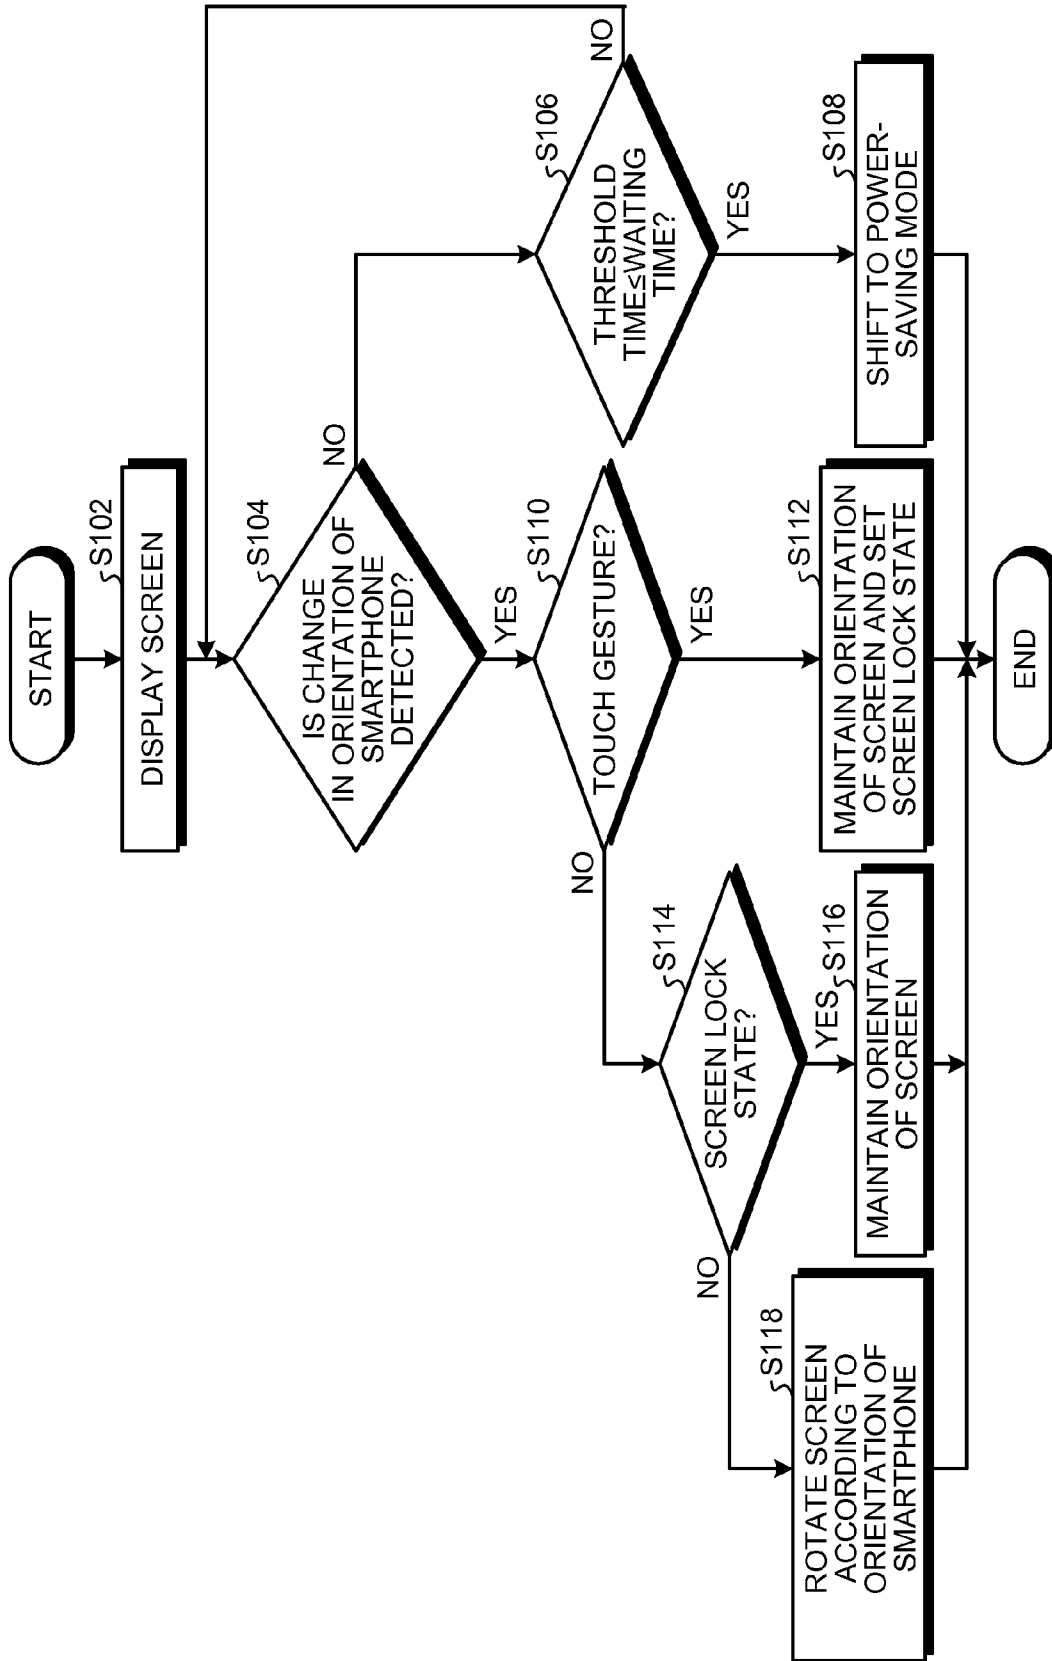 START
S102
DISPLAY SCREEN
S104
IS CHANGE
IN ORIENTATION OF
SMARTPHONE
DETECTED?
NO
YES
S106
THRESHOLD
TIME≤WAITING
TIME?
NO
YES
S108
SHIFT TO POWER-
SAVING MODE
S110
TOUCH GESTURE?
NO
YES
S112
MAINTAIN ORIENTATION
OF SCREEN AND SET
SCREEN LOCK STATE
S114
SCREEN LOCK
STATE?
NO
YES
S116
MAINTAIN ORIENTATION
OF SCREEN
S118
ROTATE SCREEN
ACCORDING TO
ORIENTATION OF
SMARTPHONE
END